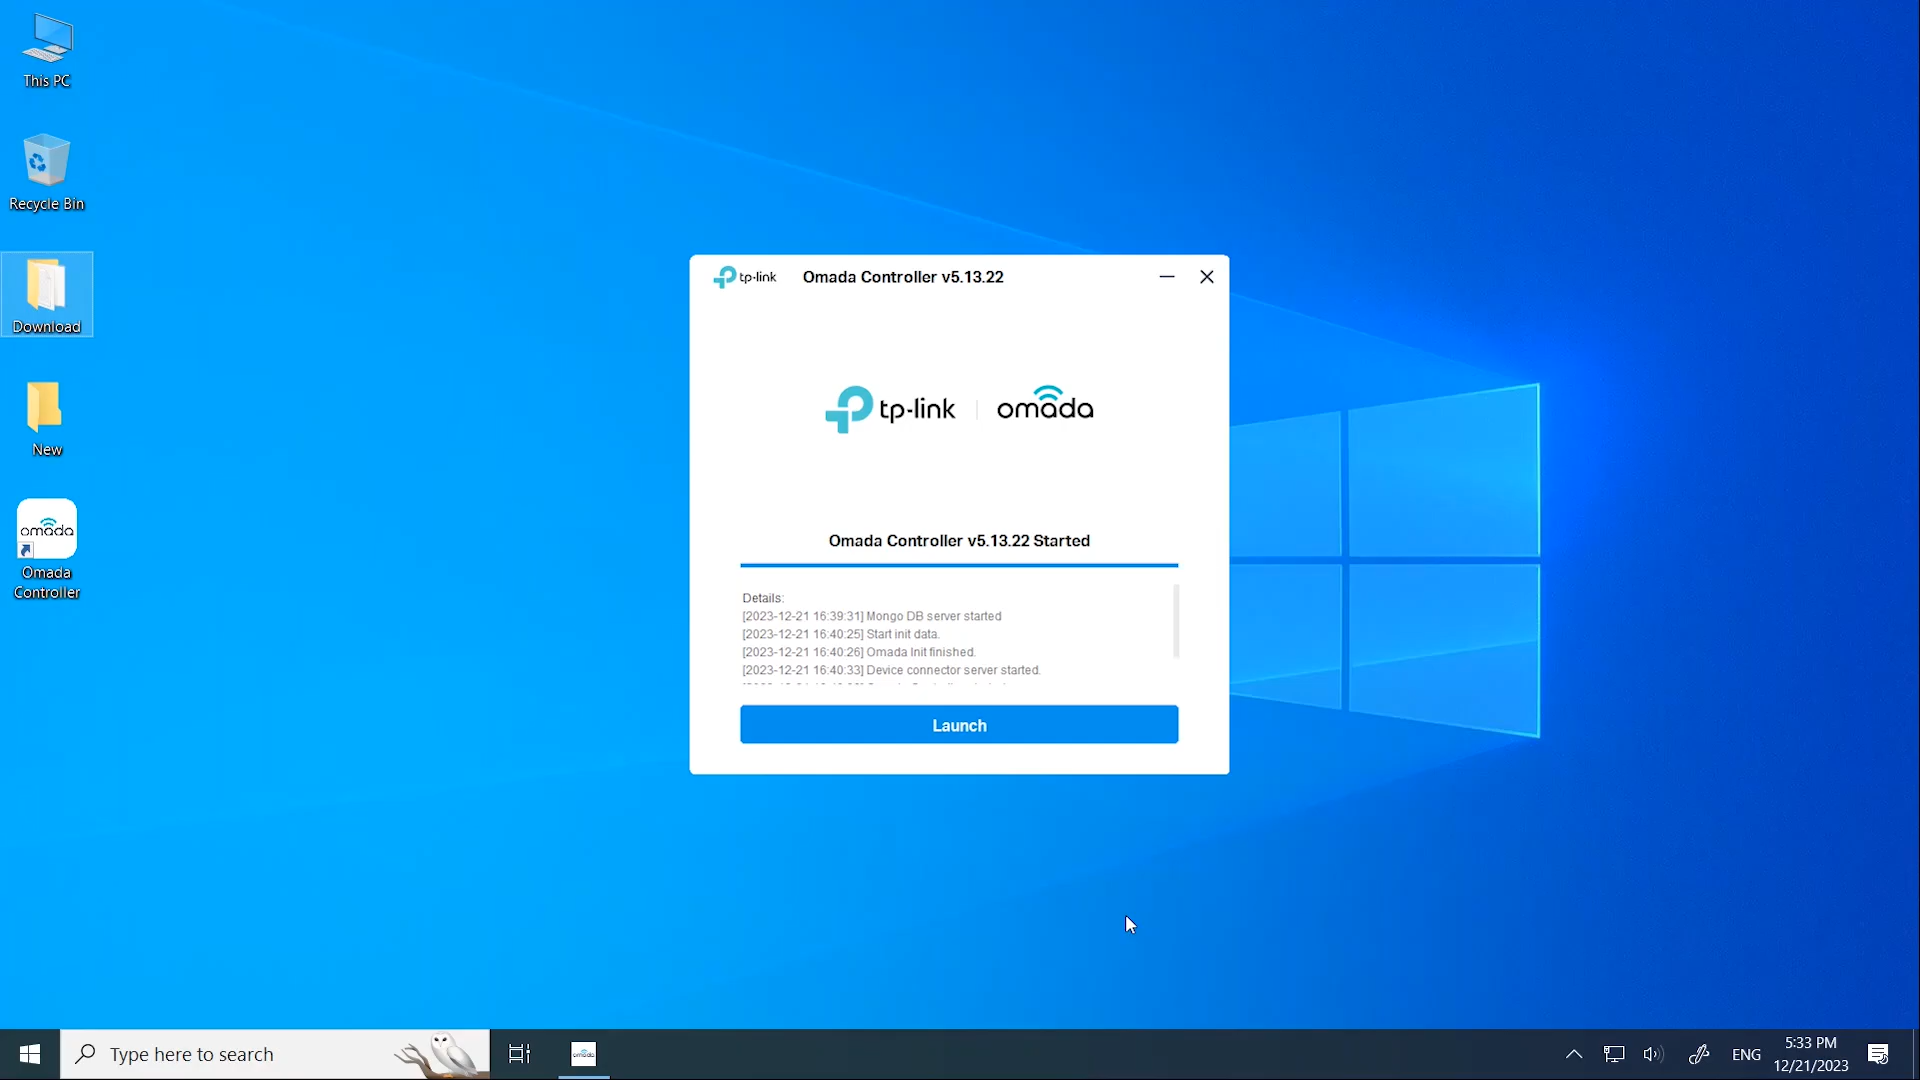 This PC
Recycle Bin
Download
New
omada
Omada
Controller
tp-link Omada Controller v5.13.22
tp-link | omada
Omada Controller v5.13.22 Started
Details:
[2023-12-21 16:39:31] Mongo DB server started
[2023-12-21 16:40:25] Start init data.
[2023-12-21 16:40:26] Omada Init finished.
[2023-12-21 16:40:33] Device connector server started.
Launch
Type here to search
omada
ENG
5:33 PM
12/21/2023